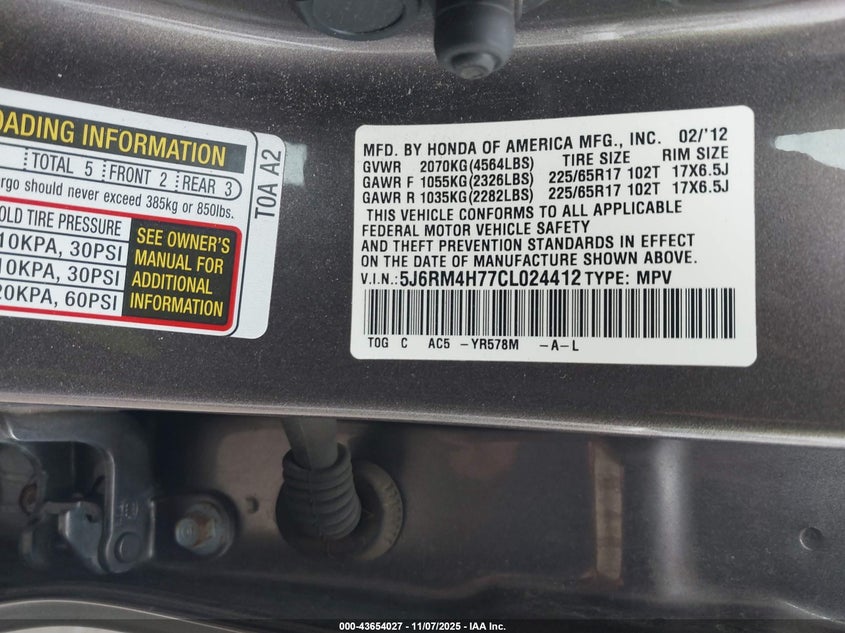 OADING INFORMATION
TOTAL 5 FRONT 2 REAR 3
rgo should never exceed 385kg or 850lbs.
OLD TIRE PRESSURE
10KPA, 30PSI
10KPA, 30PSI
20KPA, 60PSI
SEE OWNER'S
MANUAL FOR
ADDITIONAL
INFORMATION
T0A A2
MFD. BY HONDA OF AMERICA MFG., INC. 02/'12
GVWR 2070KG(4564LBS) TIRE SIZE RIM SIZE
GAWR F 1055KG(2326LBS) 225/65R17 102T 17X6.5J
GAWR R 1035KG(2282LBS) 225/65R17 102T 17X6.5J
THIS VEHICLE CONFORMS TO ALL APPLICABLE
FEDERAL MOTOR VEHICLE SAFETY
AND THEFT PREVENTION STANDARDS IN EFFECT
ON THE DATE OF MANUFACTURE SHOWN ABOVE.
V.I.N.: 5J6RM4H77CL024412 TYPE: MPV
TOG C AC5 -YR578M -A-L
000-43654027 - 11/07/2025 - IAA Inc.